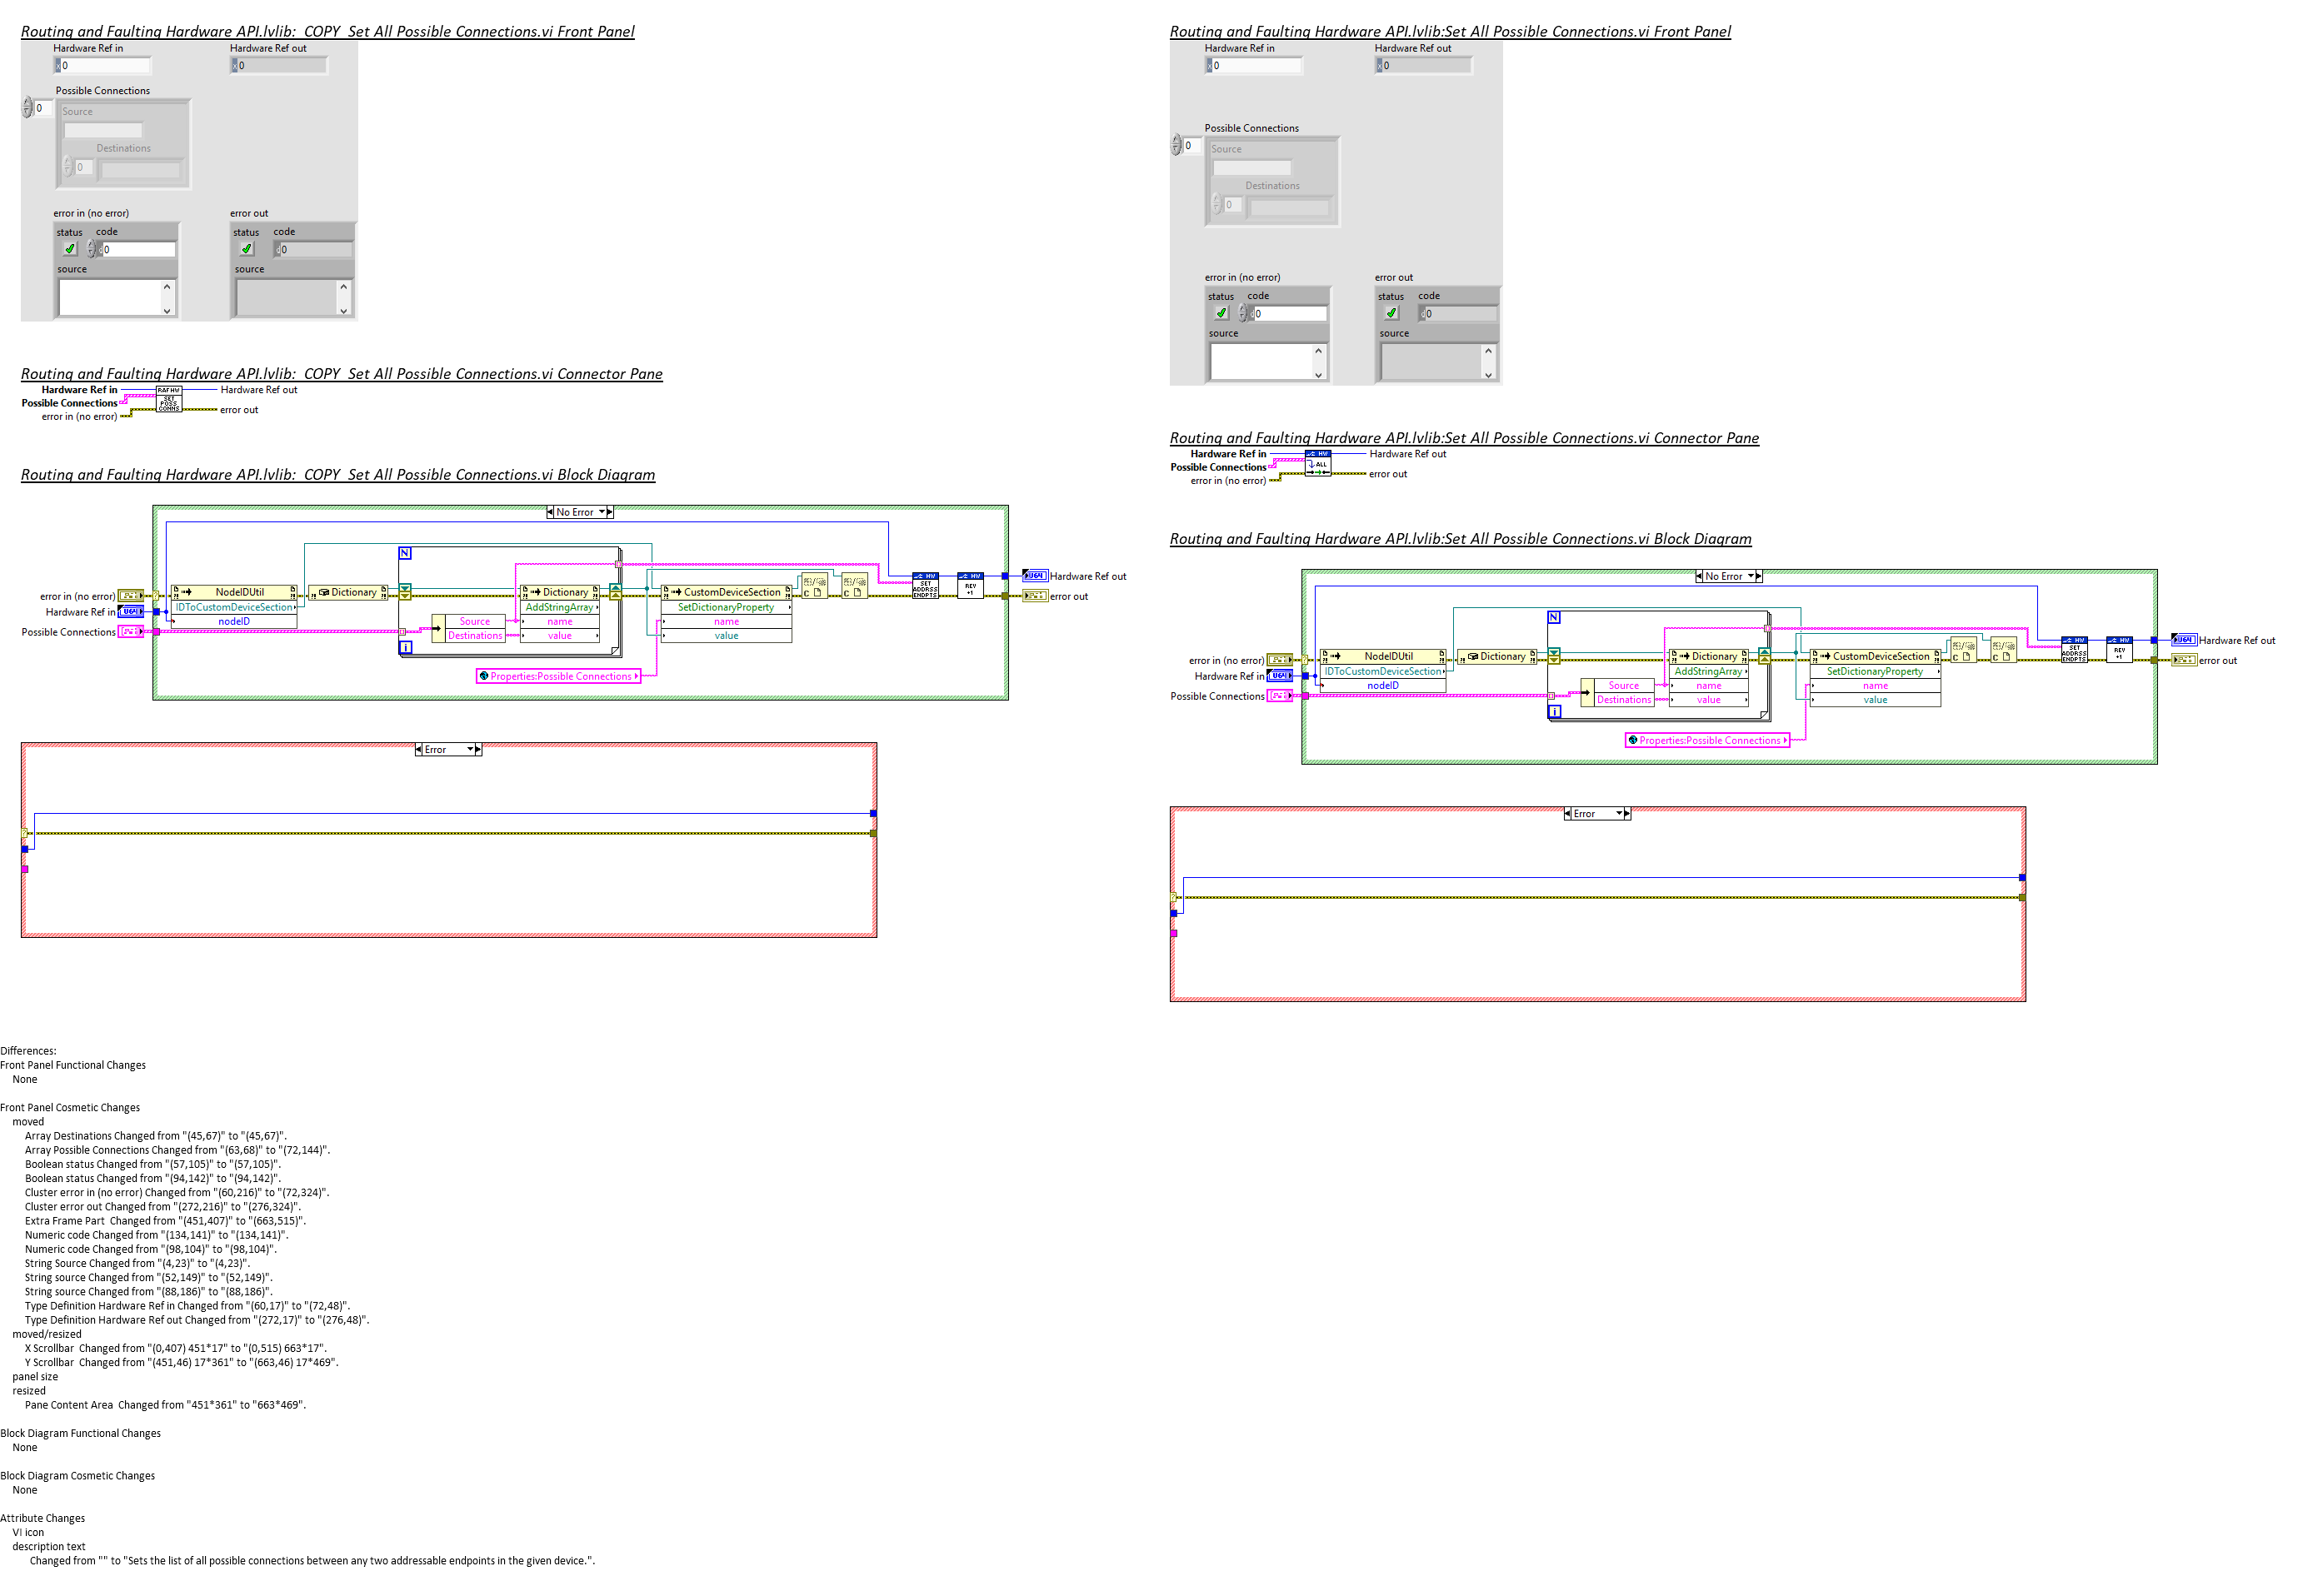 Routing and Faulting Hardware API.lvlib:  COPY  Set All Possible Connections.vi Front Panel
Hardware Ref in
Hardware Ref out
x 0
x 0
Possible Connections
0
Source
Destinations
0
error in (no error)
error out
status
code
status
code
d 0
d 0
source
source
Routing and Faulting Hardware API.lvlib:  COPY  Set All Possible Connections.vi Connector Pane
Hardware Ref in
RAF HW
Hardware Ref out
Possible Connections
SET
POSS
CONNS
error in (no error)
error out
Routing and Faulting Hardware API.lvlib:  COPY  Set All Possible Connections.vi Block Diagram
No Error
N
HW
HW
Hardware Ref out
SET
ADDRSS
ENDPTS
REV
+1
error in (no error)
NodeIDUtil
Dictionary
Dictionary
CustomDeviceSection
C
C
error out
Hardware Ref in
U64
IDToCustomDeviceSection
AddStringArray
SetDictionaryProperty
nodeID
Source
name
name
Possible Connections
Destinations
value
value
i
Properties:Possible Connections
Error
Routing and Faulting Hardware API.lvlib:Set All Possible Connections.vi Front Panel
Hardware Ref in
Hardware Ref out
x 0
x 0
Possible Connections
0
Source
Destinations
0
error in (no error)
error out
status
code
status
code
d 0
d 0
source
source
Routing and Faulting Hardware API.lvlib:Set All Possible Connections.vi Connector Pane
Hardware Ref in
HW
Hardware Ref out
Possible Connections
ALL
error in (no error)
error out
Routing and Faulting Hardware API.lvlib:Set All Possible Connections.vi Block Diagram
No Error
N
HW
HW
Hardware Ref out
SET
ADDRSS
ENDPTS
REV
+1
error in (no error)
NodeIDUtil
Dictionary
Dictionary
CustomDeviceSection
C
C
error out
Hardware Ref in
U64
IDToCustomDeviceSection
AddStringArray
SetDictionaryProperty
nodeID
Source
name
name
Possible Connections
Destinations
value
value
i
Properties:Possible Connections
Error
Differences:
Front Panel Functional Changes
None
Front Panel Cosmetic Changes
moved
Array Destinations Changed from "(45,67)" to "(45,67)".
Array Possible Connections Changed from "(63,68)" to "(72,144)".
Boolean status Changed from "(57,105)" to "(57,105)".
Boolean status Changed from "(94,142)" to "(94,142)".
Cluster error in (no error) Changed from "(60,216)" to "(72,324)".
Cluster error out Changed from "(272,216)" to "(276,324)".
Extra Frame Part  Changed from "(451,407)" to "(663,515)".
Numeric code Changed from "(134,141)" to "(134,141)".
Numeric code Changed from "(98,104)" to "(98,104)".
String Source Changed from "(4,23)" to "(4,23)".
String source Changed from "(52,149)" to "(52,149)".
String source Changed from "(88,186)" to "(88,186)".
Type Definition Hardware Ref in Changed from "(60,17)" to "(72,48)".
Type Definition Hardware Ref out Changed from "(272,17)" to "(276,48)".
moved/resized
X Scrollbar  Changed from "(0,407) 451*17" to "(0,515) 663*17".
Y Scrollbar  Changed from "(451,46) 17*361" to "(663,46) 17*469".
panel size
resized
Pane Content Area  Changed from "451*361" to "663*469".
Block Diagram Functional Changes
None
Block Diagram Cosmetic Changes
None
Attribute Changes
VI icon
description text
Changed from "" to "Sets the list of all possible connections between any two addressable endpoints in the given device.".